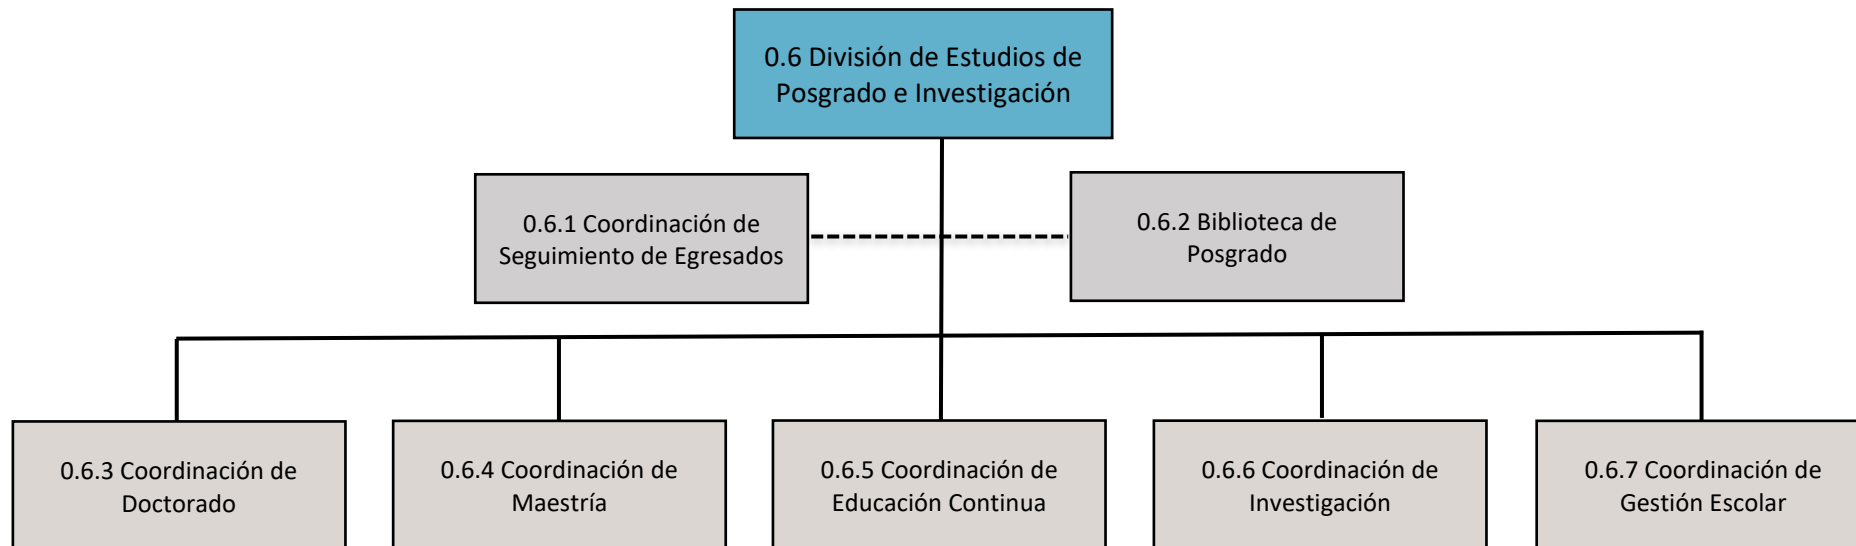 0.6 División de Estudios de
Posgrado e Investigación
0.6.1 Coordinación de
Seguimiento de Egresados
0.6.2 Biblioteca de
Posgrado
0.6.3 Coordinación de
Doctorado
0.6.4 Coordinación de
Maestría
0.6.5 Coordinación de
Educación Continua
0.6.6 Coordinación de
Investigación
0.6.7 Coordinación de
Gestión Escolar